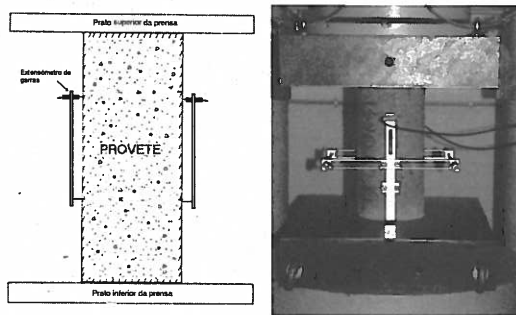 Prato superior da prensa
Extensómetro de
garras
PROVETE
Prato inferior da prensa